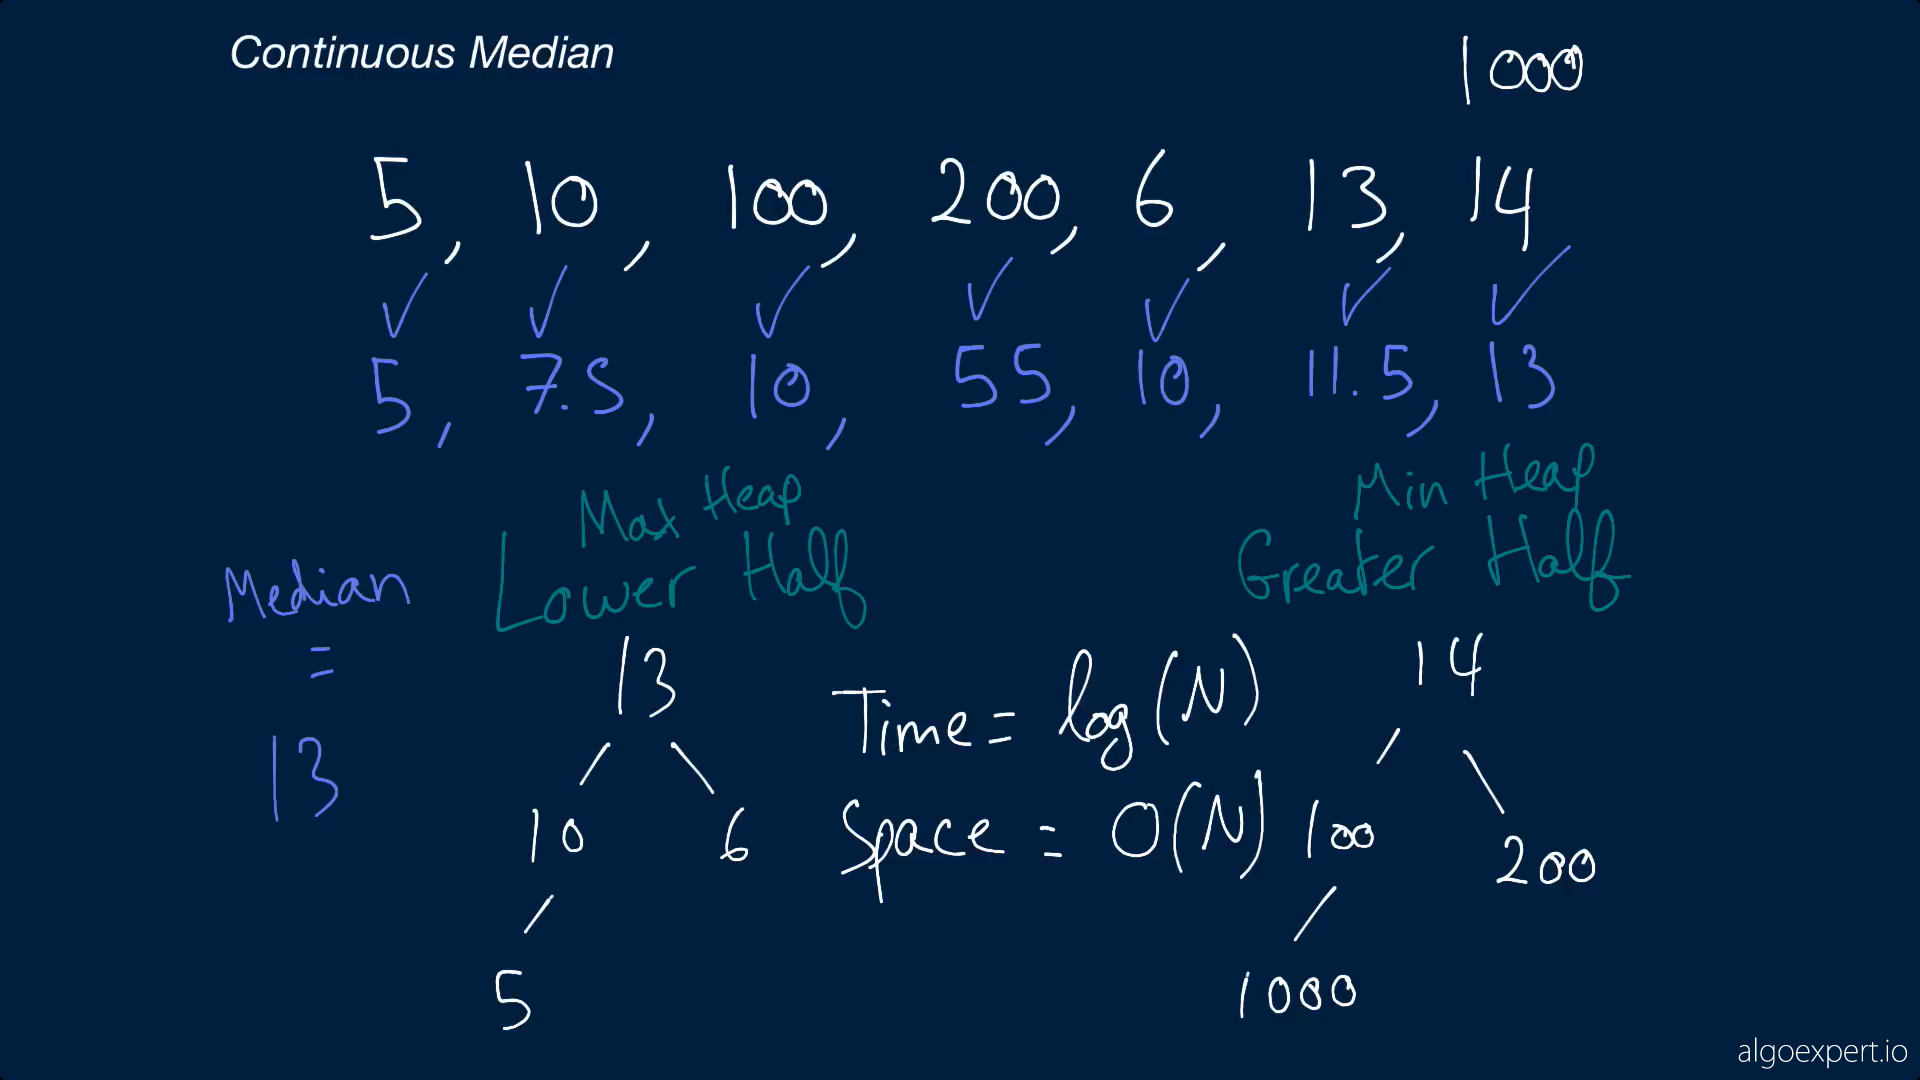 Continuous Median
1000
5, 10, 100, 200, 6, 13, 14
5, 7.5, 10, 55, 10, 11.5, 13
Max Heap
Lower Half
Min Heap
Greater Half
Median
=
13
13
10 6
5
Time = log(N)
Space = O(N)
14
100 200
1000
algoexpert.io